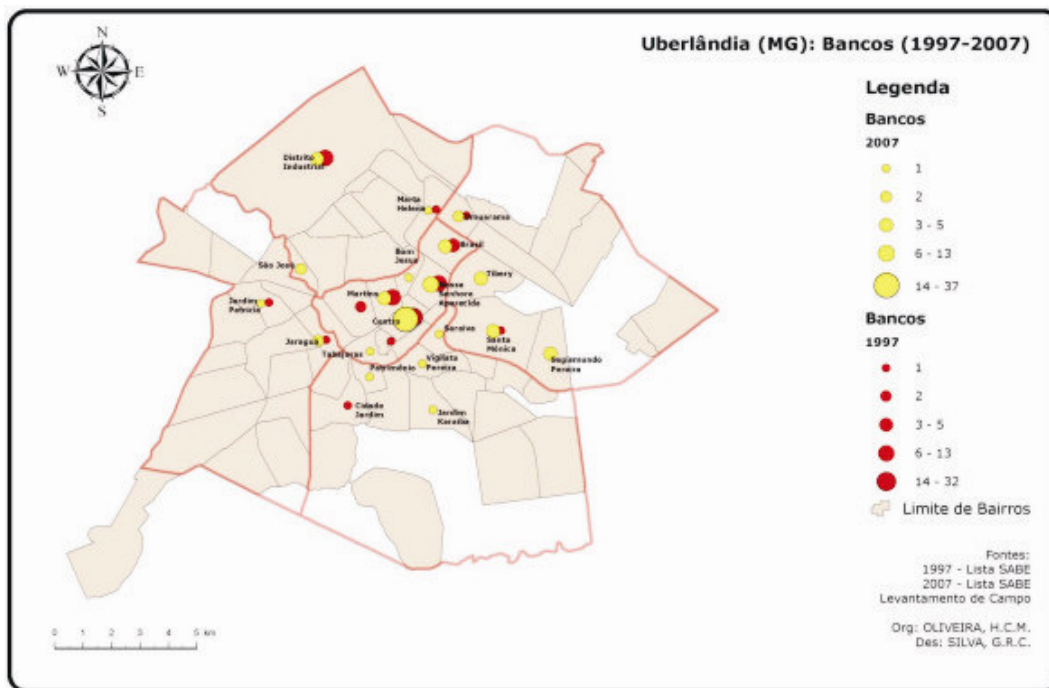 N
W
E
S
Uberlândia (MG): Bancos (1997-2007)
Legenda
Bancos
2007
1
2
3 - 5
6 - 13
14 - 37
Bancos
1997
1
2
3 - 5
6 - 13
14 - 32
Limite de Bairros
Fontes:
1997 - Lista SABE
2007 - Lista SABE
Levantamento de Campo
Org: OLIVEIRA, H.C.M.
Des: SILVA, G.R.C.
Distrito
Industrial
Marta
Helena
Brasil
Bom
Jesus
São José
Tibery
Nossa
Senhora
Aparecida
Martins
Jardim
Patrícia
Centro
Saraiva
Santa
Mônica
Jaraguá
Tabajaras
Vigilato
Pereira
Segismundo
Pereira
Patrimônio
Cidade
Jardim
Jardim
Karaíba
0 1 2 3 4 5 km